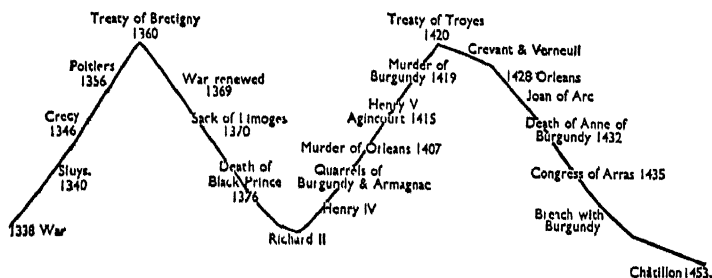 Treaty of Bretigny
1360
Poitiers
1356
Crecy
1346
Sluys.
1340
1338 War
War renewed
1369
Sack of Limoges
1370
Death of
Black Prince
1376
Richard II
Henry IV
Quarrels of
Burgundy & Armagnac
Murder of Orleans 1407
Henry V
Agincourt 1415
Murder of
Burgundy 1419
Treaty of Troyes
1420
Crevant & Verneuil
1428 Orleans
Joan of Arc
Death of Anne of
Burgundy 1432
Congress of Arras 1435
Breach with
Burgundy
Châtillon 1453.